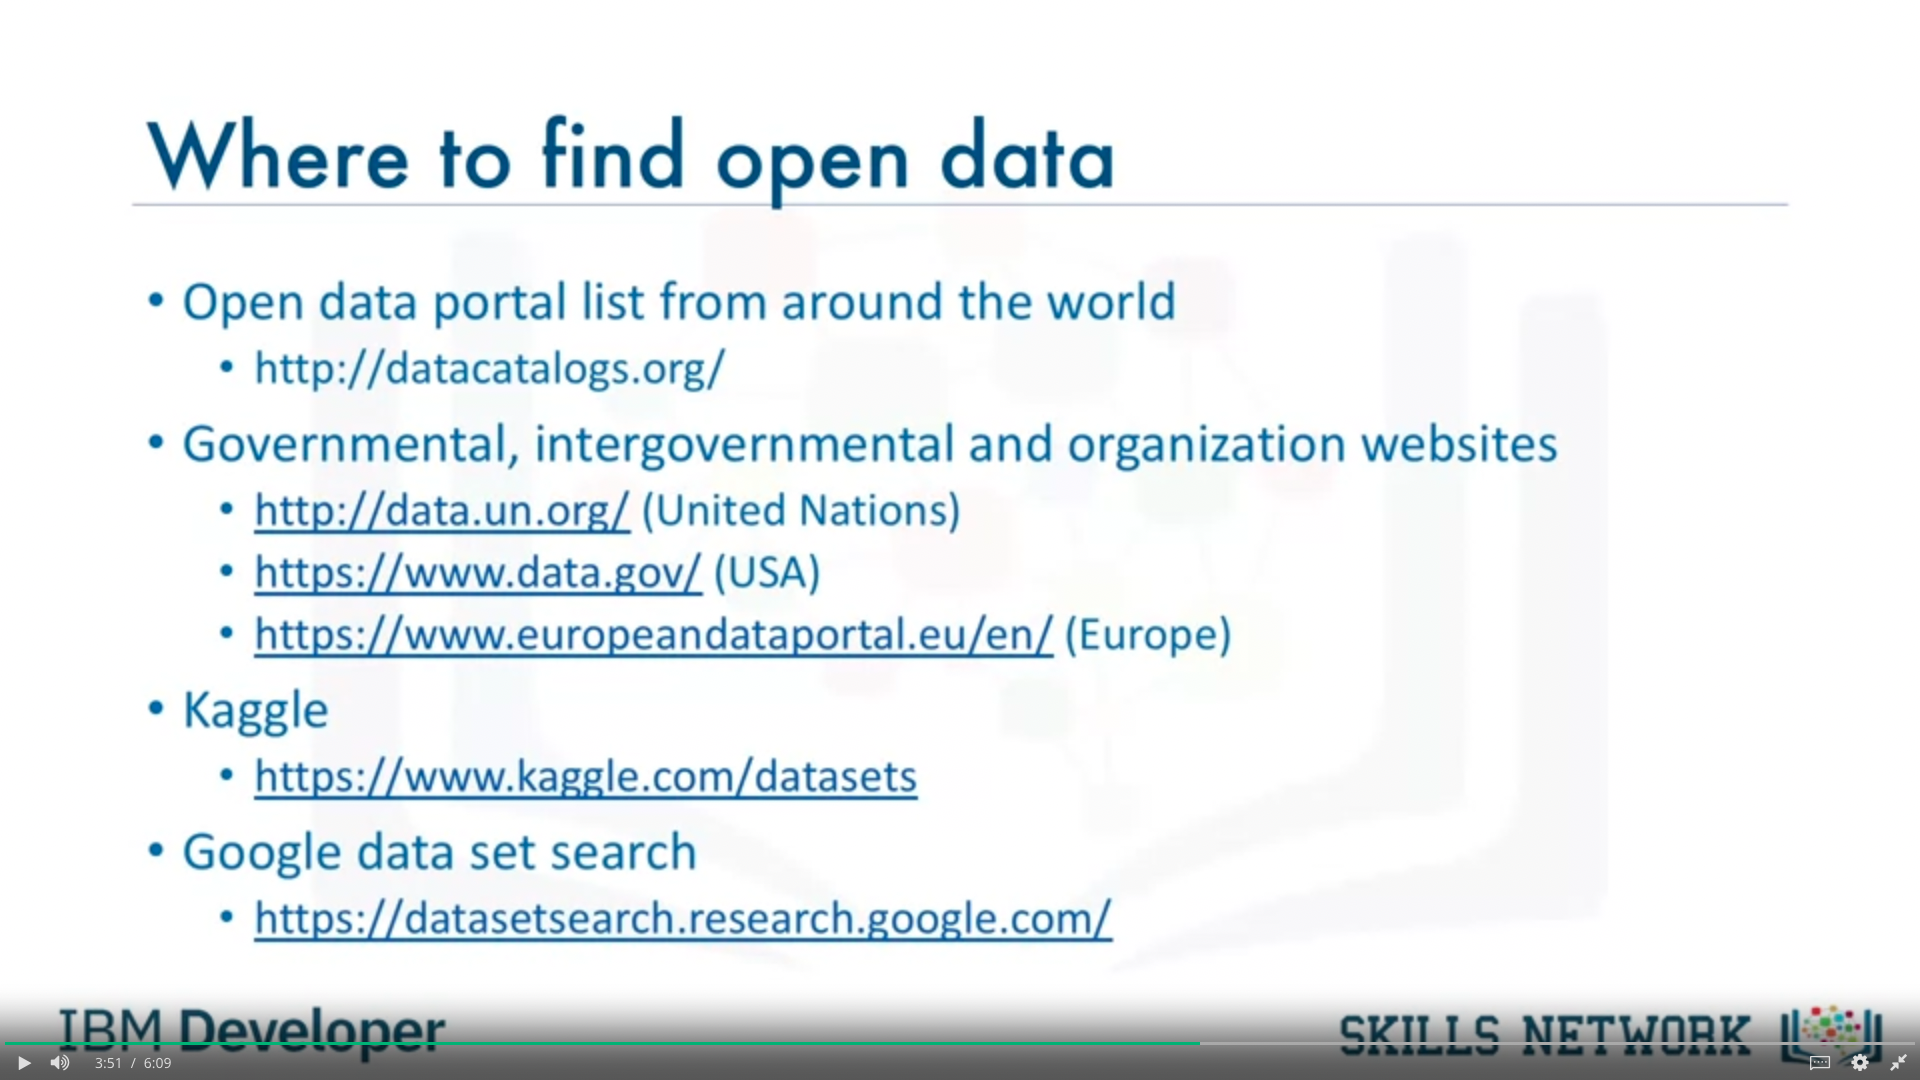 Where to find open data
• Open data portal list from around the world
• http://datacatalogs.org/
• Governmental, intergovernmental and organization websites
• http://data.un.org/ (United Nations)
• https://www.data.gov/ (USA)
• https://www.europeandataportal.eu/en/ (Europe)
• Kaggle
• https://www.kaggle.com/datasets
• Google data set search
• https://datasetsearch.research.google.com/
IBM Developer
SKILLS NETWORK
3:51 / 6:09